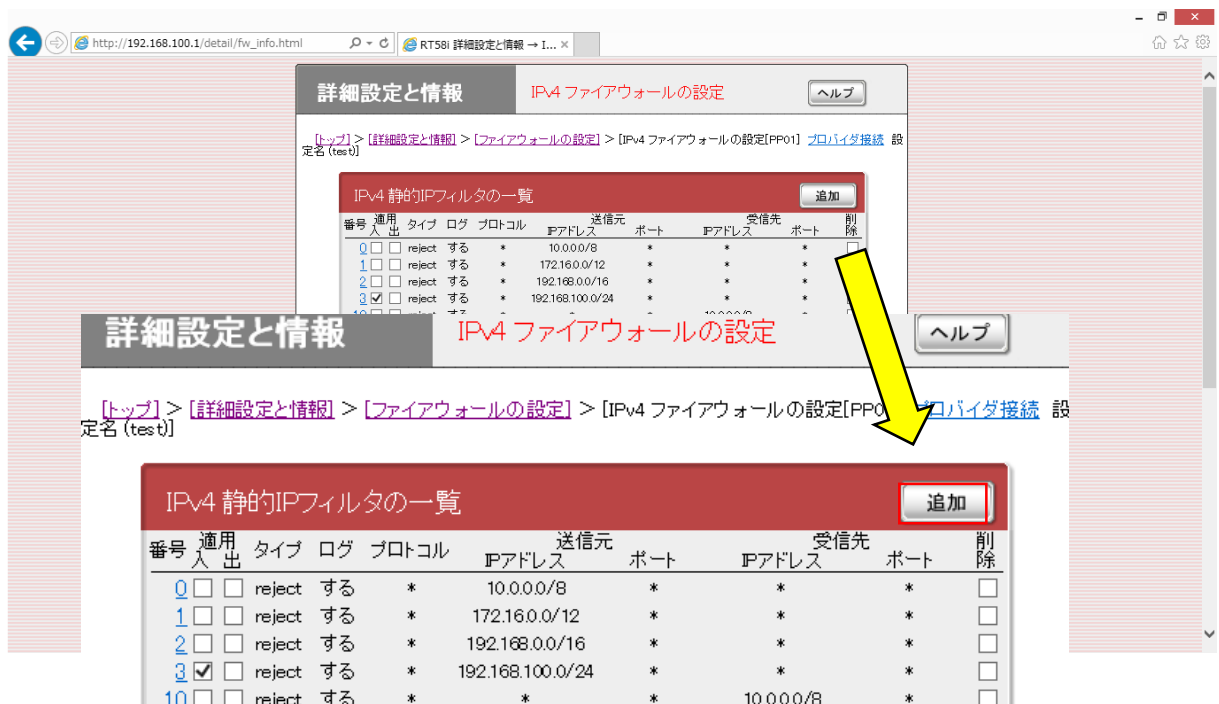 http://192.168.100.1/detail/fw_info.html
RT58i 詳細設定と情報 → I...
詳細設定と情報 IPv4 ファイアウォールの設定 ヘルプ
[トップ] > [詳細設定と情報] > [ファイアウォールの設定] > [IPv4 ファイアウォールの設定[PP01] プロバイダ接続 設
定名 (test)]
IPv4 静的IPフィルタの一覧 追加
番号 適用 入 出 タイプ ログ プロトコル 送信元 IPアドレス ポート 受信先 IPアドレス ポート 削除
0 reject する * 10.0.0.0/8 * * *
1 reject する * 172.16.0.0/12 * * *
2 reject する * 192.168.0.0/16 * * *
3 reject する * 192.168.100.0/24 * * *
詳細設定と情報 IPv4 ファイアウォールの設定 ヘルプ
[トップ] > [詳細設定と情報] > [ファイアウォールの設定] > [IPv4 ファイアウォールの設定[PP0 プロバイダ接続 設
定名 (test)]
IPv4 静的IPフィルタの一覧 追加
番号 適用 入 出 タイプ ログ プロトコル 送信元 IPアドレス ポート 受信先 IPアドレス ポート 削除
0 reject する * 10.0.0.0/8 * * *
1 reject する * 172.16.0.0/12 * * *
2 reject する * 192.168.0.0/16 * * *
3 reject する * 192.168.100.0/24 * * *
10 reject する * * * 10.0.0.0/8 *